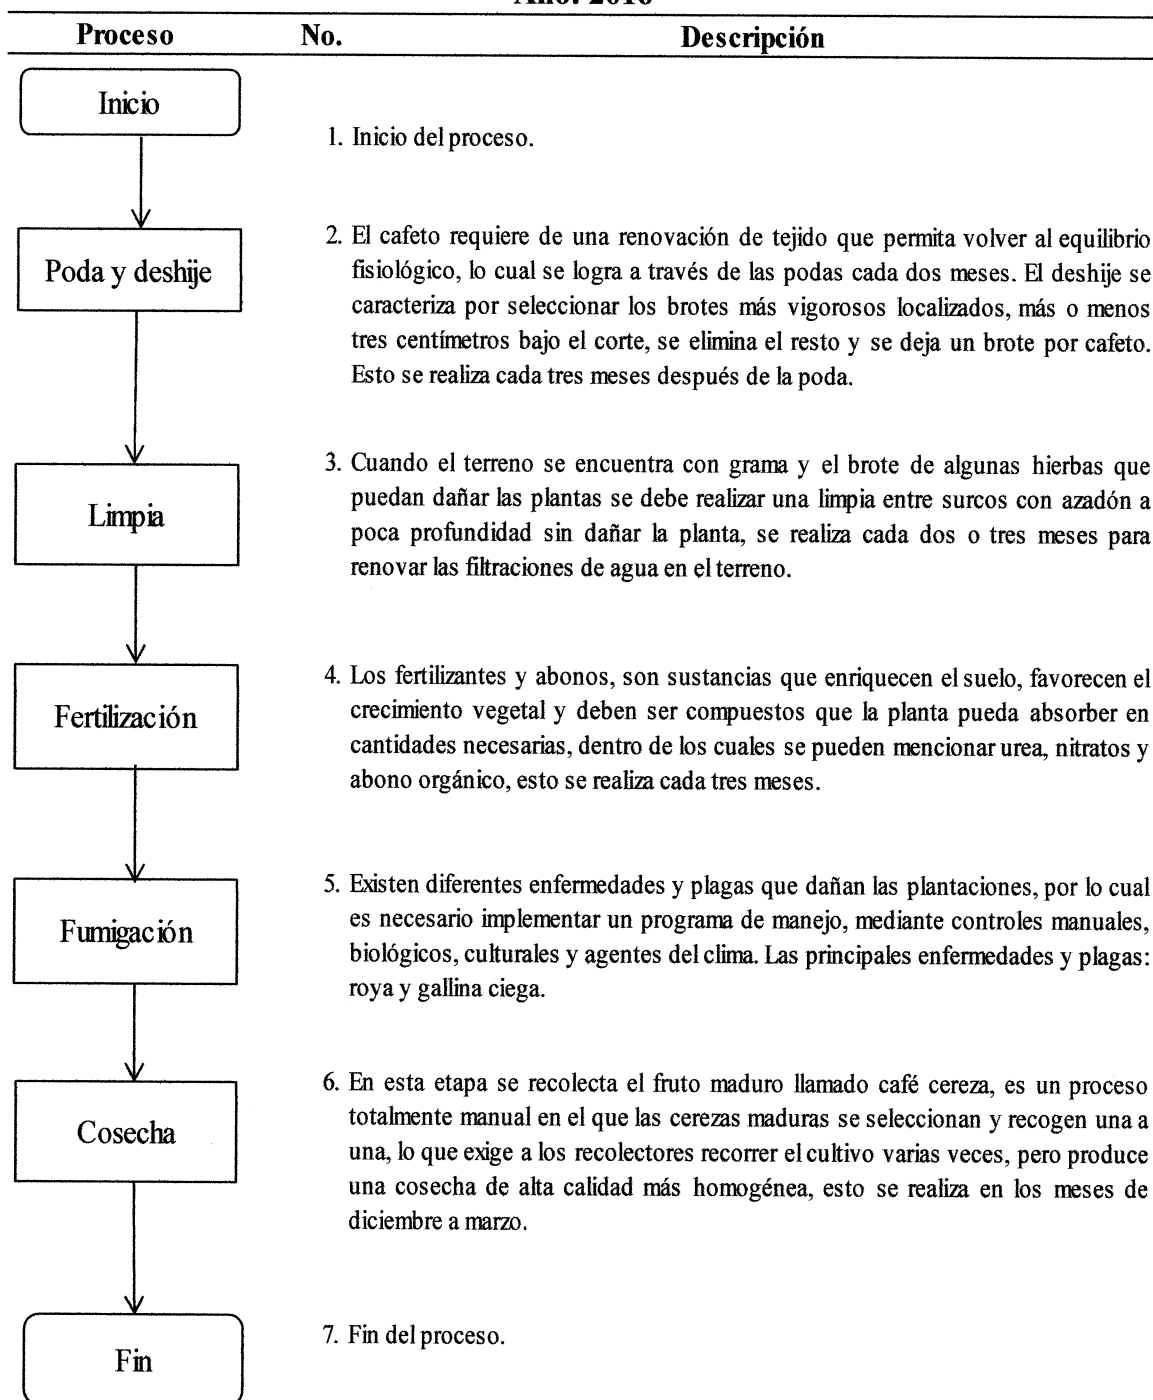 Proceso No. Descripción
Inicio
1. Inicio del proceso.
Poda y deshije
2. El cafeto requiere de una renovación de tejido que permita volver al equilibrio
fisiológico, lo cual se logra a través de las podas cada dos meses. El deshije se
caracteriza por seleccionar los brotes más vigorosos localizados, más o menos
tres centímetros bajo el corte, se elimina el resto y se deja un brote por cafeto.
Esto se realiza cada tres meses después de la poda.
Limpia
3. Cuando el terreno se encuentra con grama y el brote de algunas hierbas que
puedan dañar las plantas se debe realizar una limpia entre surcos con azadón a
poca profundidad sin dañar la planta, se realiza cada dos o tres meses para
renovar las filtraciones de agua en el terreno.
Fertilización
4. Los fertilizantes y abonos, son sustancias que enriquecen el suelo, favorecen el
crecimiento vegetal y deben ser compuestos que la planta pueda absorber en
cantidades necesarias, dentro de los cuales se pueden mencionar urea, nitratos y
abono orgánico, esto se realiza cada tres meses.
Fumigación
5. Existen diferentes enfermedades y plagas que dañan las plantaciones, por lo cual
es necesario implementar un programa de manejo, mediante controles manuales,
biológicos, culturales y agentes del clima. Las principales enfermedades y plagas:
roya y gallina ciega.
Cosecha
6. En esta etapa se recolecta el fruto maduro llamado café cereza, es un proceso
totalmente manual en el que las cerezas maduras se seleccionan y recogen una a
una, lo que exige a los recolectores recorrer el cultivo varias veces, pero produce
una cosecha de alta calidad más homogénea, esto se realiza en los meses de
diciembre a marzo.
Fin
7. Fin del proceso.